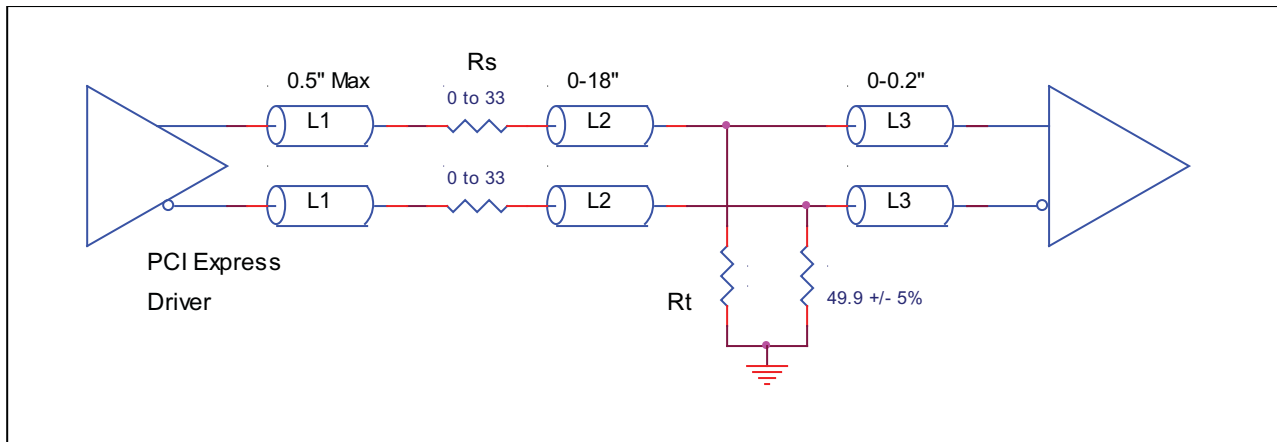 Rs
0.5" Max
0-18"
0-0.2"
0 to 33
L1
L2
L3
0 to 33
L1
L2
L3
PCI Express
Driver
Rt
49.9 +/- 5%